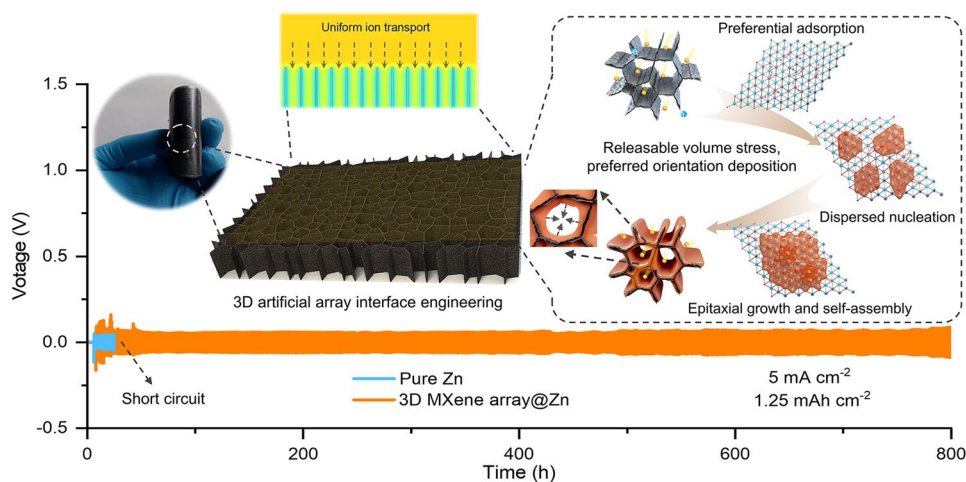 Uniform ion transport
Preferential adsorption
Releasable volume stress,
preferred orientation deposition
Dispersed nucleation
3D artificial array interface engineering
Epitaxial growth and self-assembly
Votage (V)
1.5
1.0
0.5
0.0
-0.5
Short circuit
Pure Zn
5 mA cm-2
3D MXene array@Zn
1.25 mAh cm-2
0
200
400
600
800
Time (h)